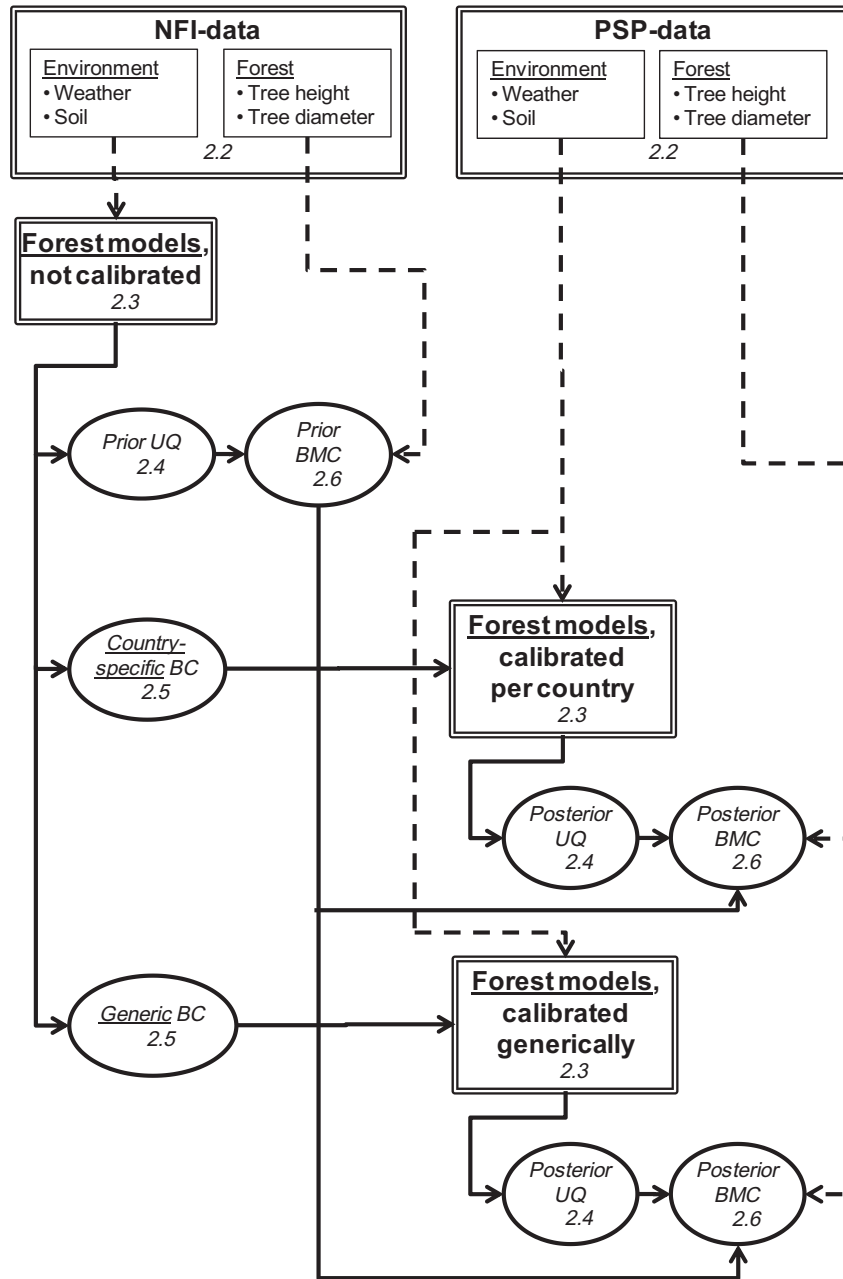 NFI-data
Environment
• Weather
• Soil
Forest
• Tree height
• Tree diameter
2.2
PSP-data
Environment
• Weather
• Soil
Forest
• Tree height
• Tree diameter
2.2
Forest models,
not calibrated
2.3
Prior UQ
2.4
Prior
BMC
2.6
Country-
specific BC
2.5
Forest models,
calibrated
per country
2.3
Posterior
UQ
2.4
Posterior
BMC
2.6
Generic BC
2.5
Forest models,
calibrated
generically
2.3
Posterior
UQ
2.4
Posterior
BMC
2.6